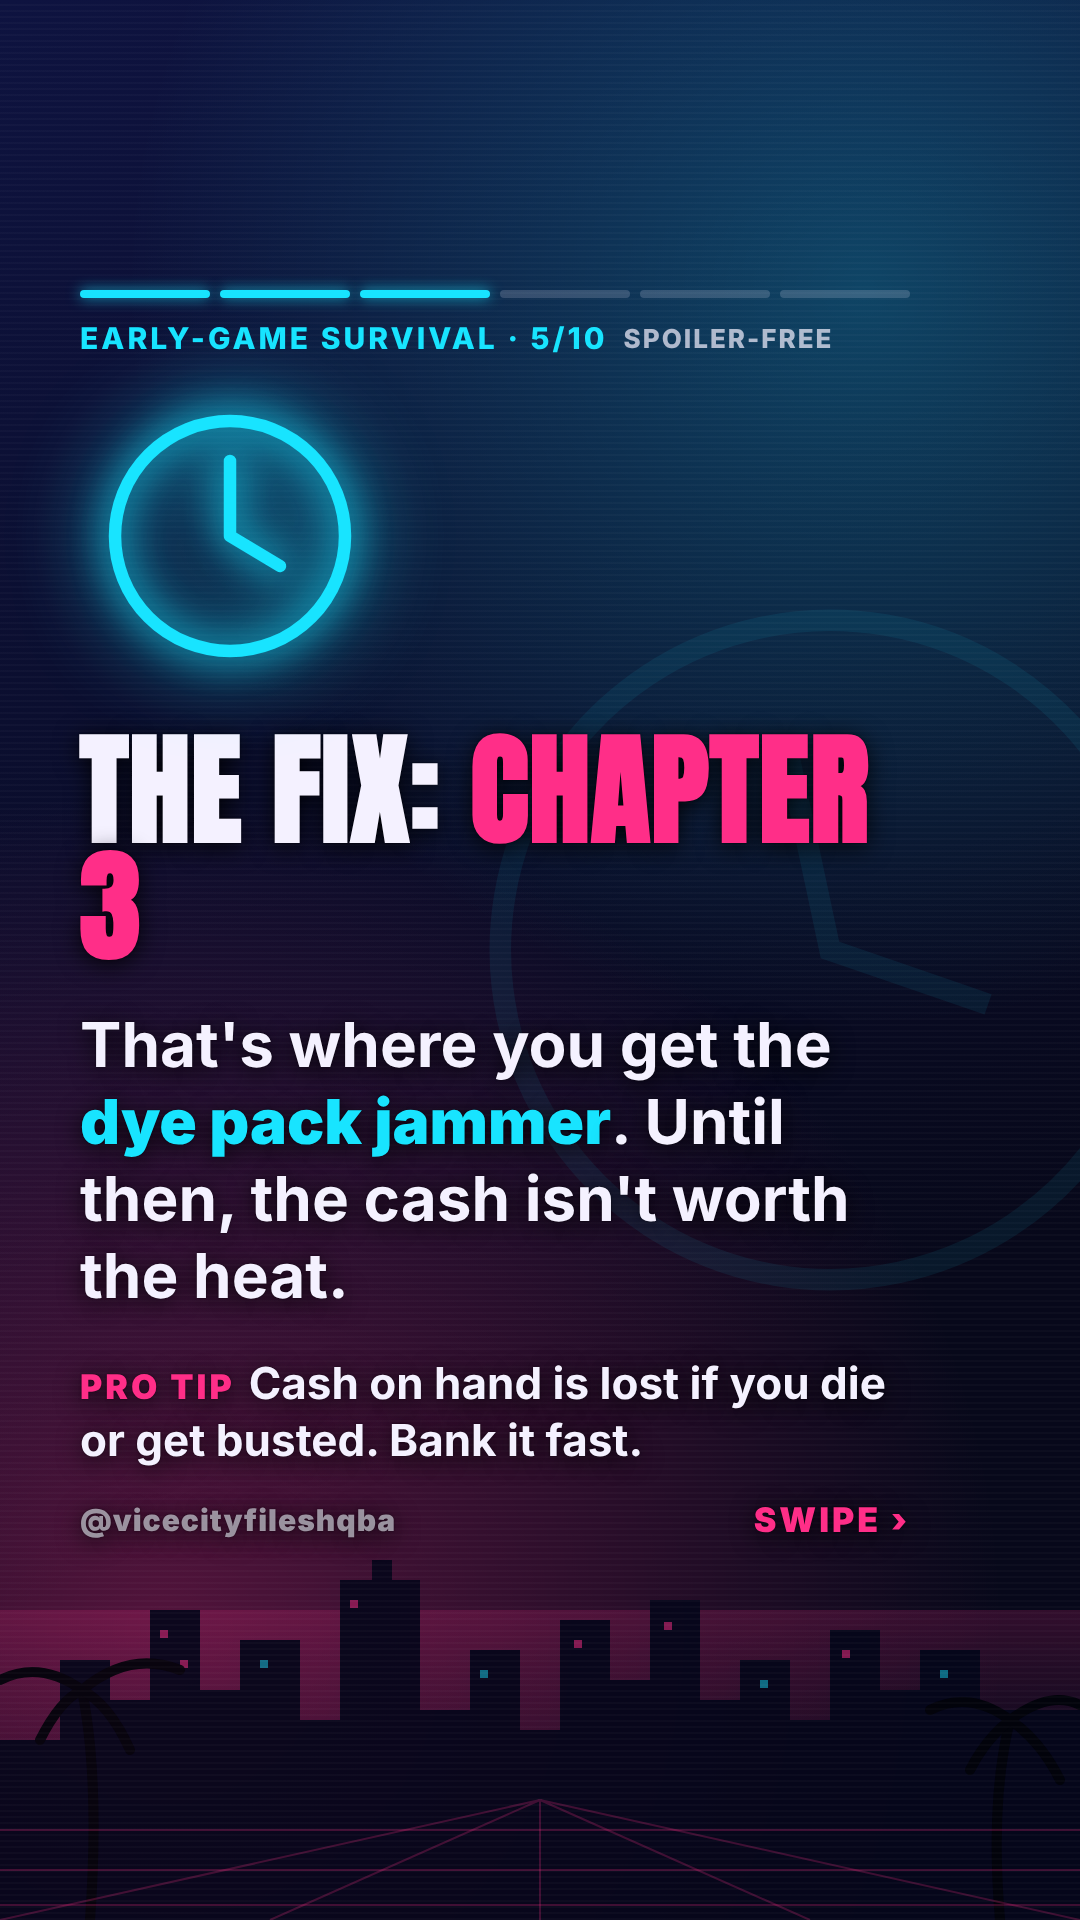 EARLY-GAME SURVIVAL · 5/10 SPOILER-FREE
THE FIX: CHAPTER
3
That's where you get the
dye pack jammer. Until
then, the cash isn't worth
the heat.
PRO TIP Cash on hand is lost if you die
or get busted. Bank it fast.
@vicecityfileshqba
SWIPE ›